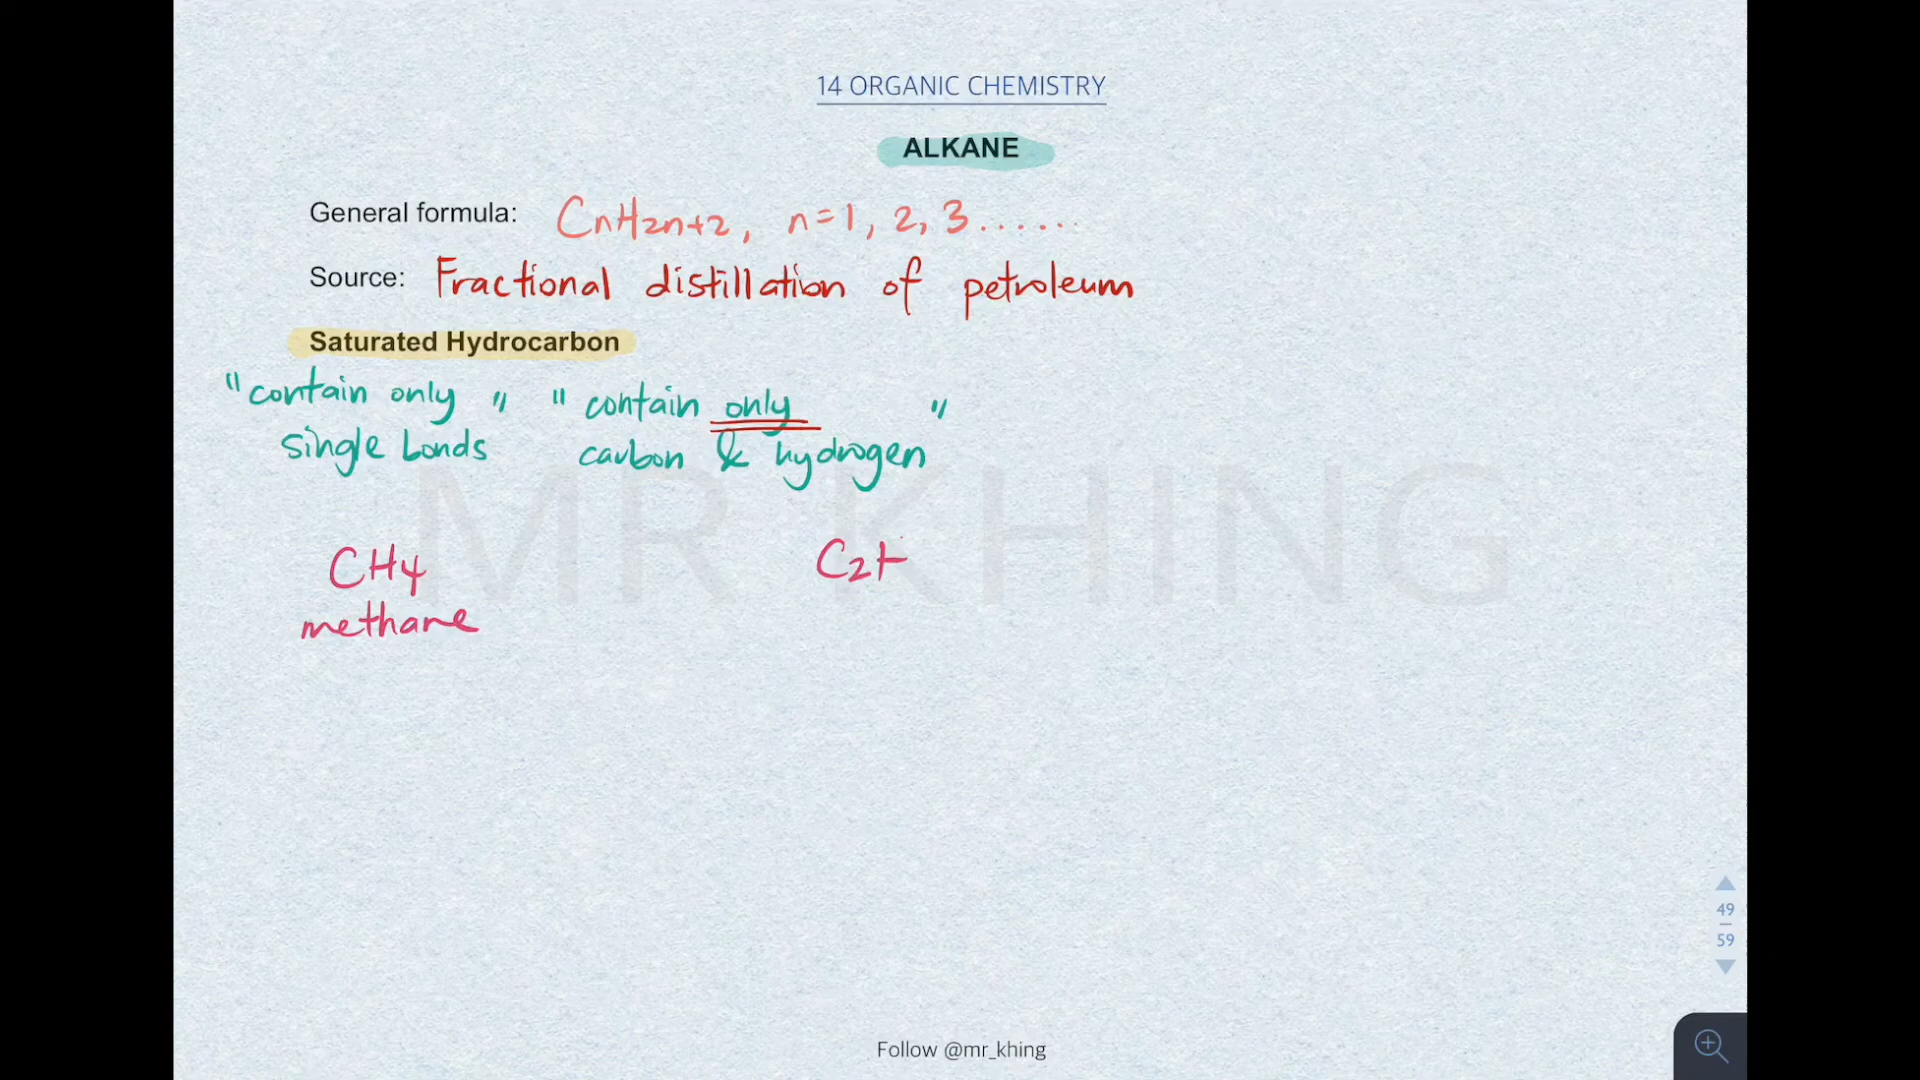 14 ORGANIC CHEMISTRY
ALKANE
General formula: CnH2n+2, n=1, 2, 3......
Source: Fractional distillation of petroleum
Saturated Hydrocarbon
"contain only " " contain only "
single bonds carbon & hydrogen
MR KHING
CH4 C2H
methane
49
59
Follow @mr_khing